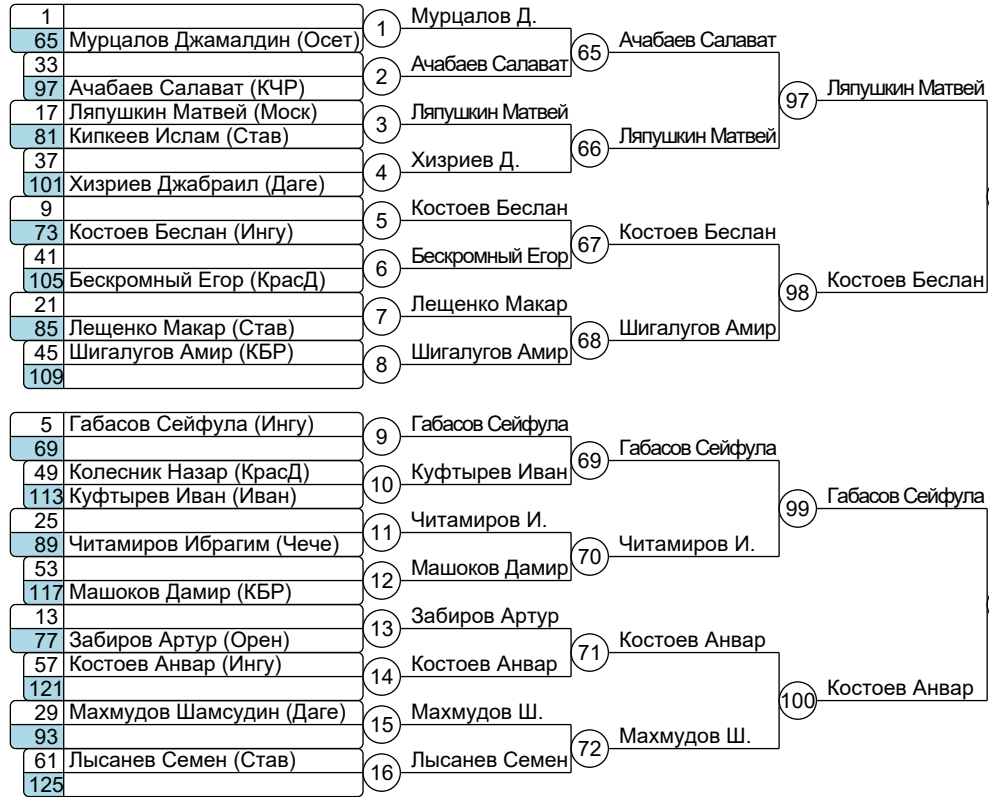 1
65 Мурцалов Джамалдин (Осет)
1
Мурцалов Д.
33
97 Ачабаев Салават (КЧР)
2
Ачабаев Салават
65
Ачабаев Салават
17 Ляпушкин Матвей (Моск)
81 Кипкеев Ислам (Став)
3
Ляпушкин Матвей
37
101 Хизриев Джабраил (Даге)
4
Хизриев Д.
66
Ляпушкин Матвей
97
Ляпушкин Матвей
9
73 Костоев Беслан (Ингу)
5
Костоев Беслан
41
105 Бескромный Егор (КрасД)
6
Бескромный Егор
67
Костоев Беслан
21
85 Лещенко Макар (Став)
7
Лещенко Макар
45 Шигалугов Амир (КБР)
109
8
Шигалугов Амир
68
Шигалугов Амир
98
Костоев Беслан
5 Габасов Сейфула (Ингу)
69
9
Габасов Сейфула
49 Колесник Назар (КрасД)
113 Куфтырев Иван (Иван)
10
Куфтырев Иван
69
Габасов Сейфула
25
89 Читамиров Ибрагим (Чече)
11
Читамиров И.
53
117 Машоков Дамир (КБР)
12
Машоков Дамир
70
Читамиров И.
99
Габасов Сейфула
13
77 Забиров Артур (Орен)
13
Забиров Артур
57 Костоев Анвар (Ингу)
121
14
Костоев Анвар
71
Костоев Анвар
29 Махмудов Шамсудин (Даге)
93
15
Махмудов Ш.
61 Лысанев Семен (Став)
125
16
Лысанев Семен
72
Махмудов Ш.
100
Костоев Анвар